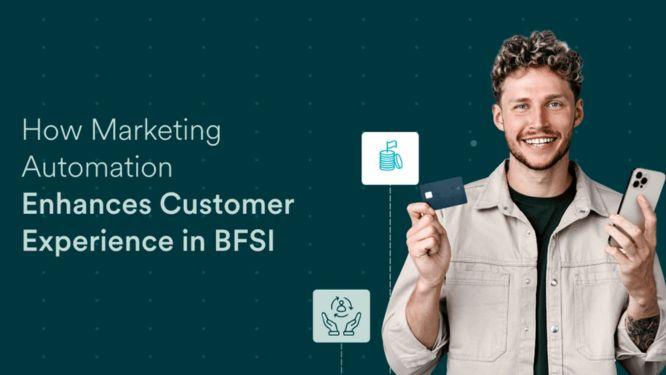 How Marketing
Automation
Enhances Customer
Experience in BFSI